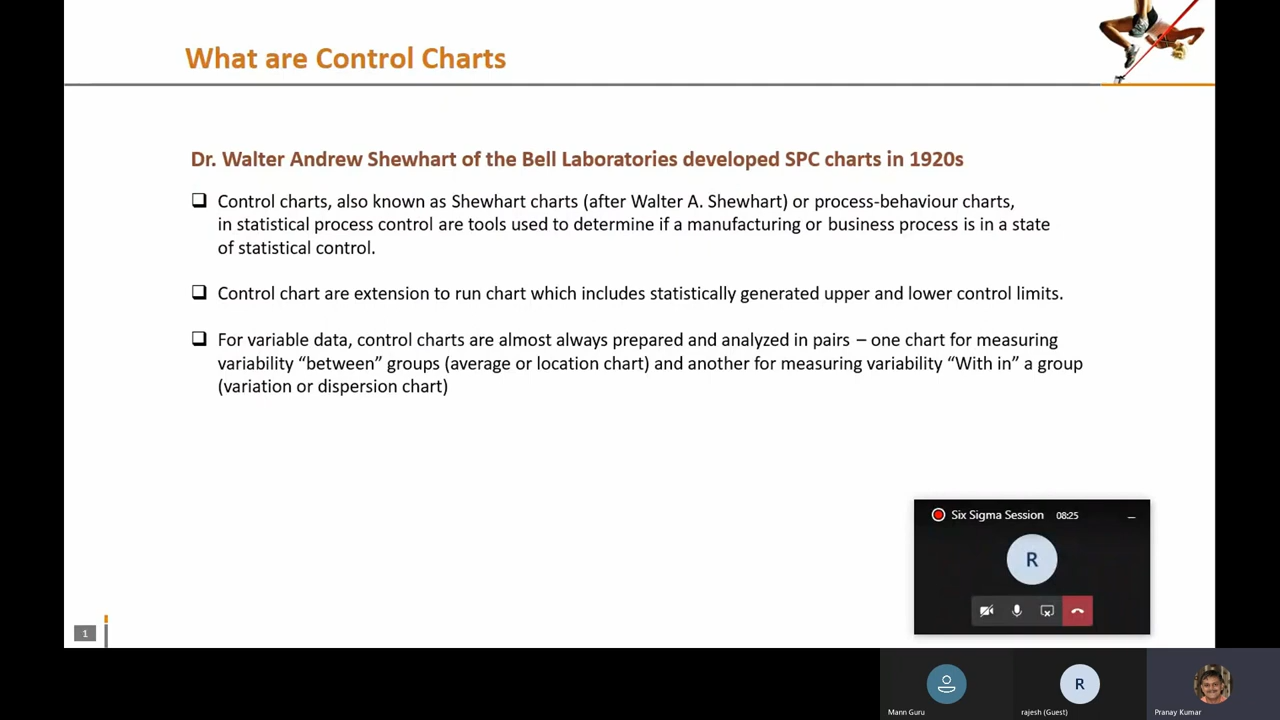 What are Control Charts
Dr. Walter Andrew Shewhart of the Bell Laboratories developed SPC charts in 1920s
Control charts, also known as Shewhart charts (after Walter A. Shewhart) or process-behaviour charts,
in statistical process control are tools used to determine if a manufacturing or business process is in a state
of statistical control.
Control chart are extension to run chart which includes statistically generated upper and lower control limits.
For variable data, control charts are almost always prepared and analyzed in pairs – one chart for measuring
variability “between” groups (average or location chart) and another for measuring variability “With in” a group
(variation or dispersion chart)
Six Sigma Session 08:25
R
1
R
Mann Guru
rajesh (Guest)
Pranay Kumar